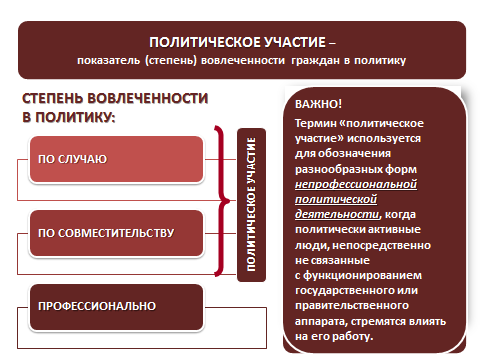 ПОЛИТИЧЕСКОЕ УЧАСТИЕ –
показатель (степень) вовлеченности граждан в политику
СТЕПЕНЬ ВОВЛЕЧЕННОСТИ
В ПОЛИТИКУ:
ПО СЛУЧАЮ
ПО СОВМЕСТИТЕЛЬСТВУ
ПРОФЕССИОНАЛЬНО
ПОЛИТИЧЕСКОЕ УЧАСТИЕ
ВАЖНО!
Термин «политическое
участие» используется
для обозначения
разнообразных форм
непрофессиональной
политической
деятельности, когда
политически активные
люди, непосредственно
не связанные
с функционированием
государственного или
правительственного
аппарата, стремятся влиять
на его работу.